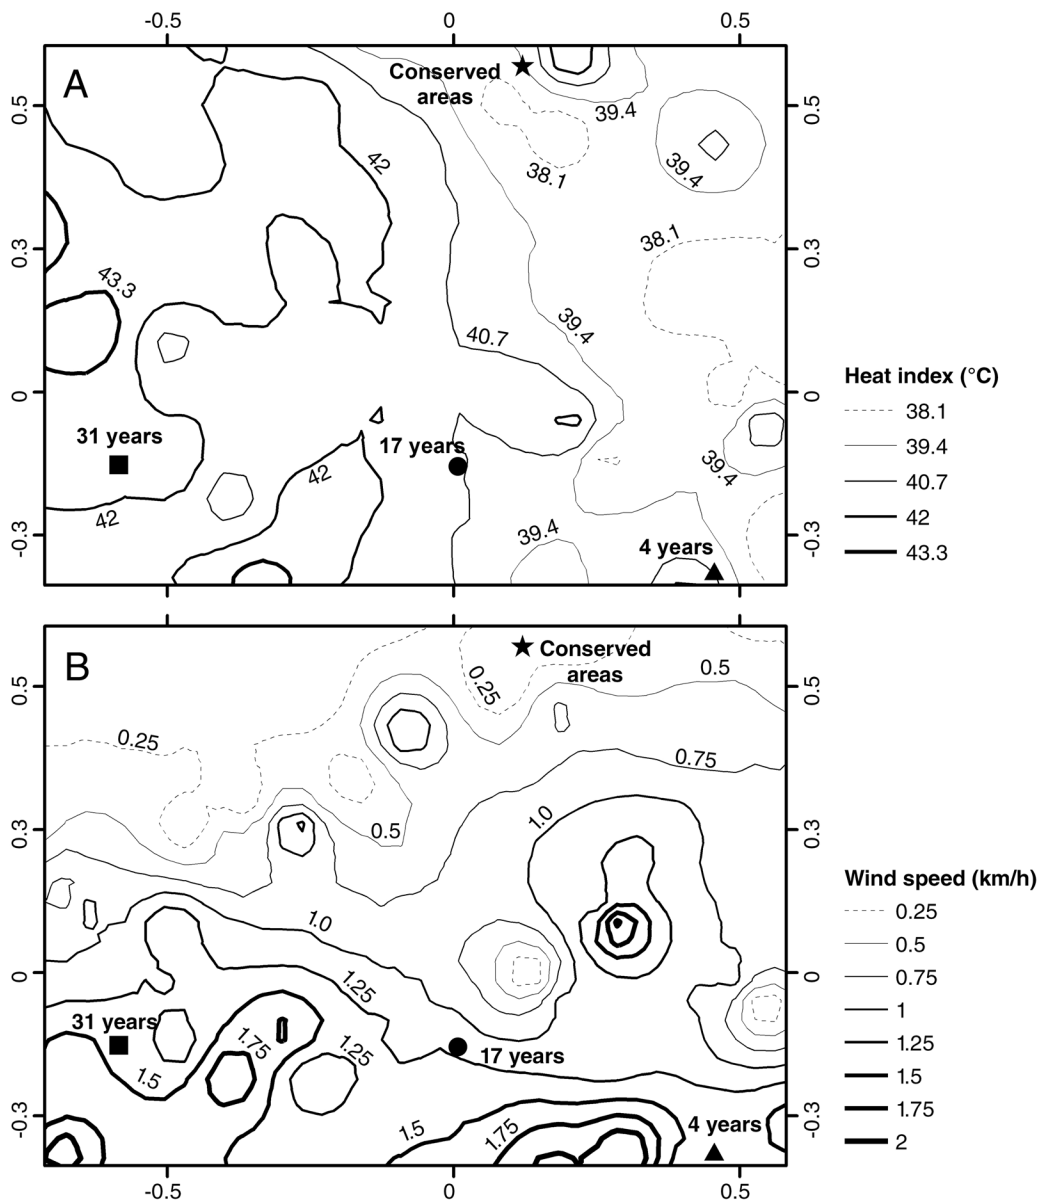 -0.5 0 0.5
A
Conserved
areas
0.5 0.5
39.4
42
38.1
39.4
38.1
0.3 0.3
43.3
39.4
40.7
Heat index (°C)
0 0
38.1
31 years
17 years
39.4
39.4
40.7
42
42
42
39.4
-0.3 -0.3
4 years
43.3
B
Conserved
areas
0.25
0.5
0.5 0.5
0.25
0.75
1.0
0.3 0.3
0.5
Wind speed (km/h)
0.25
1.0
0.5
0 0
0.75
1.25
1
31 years
1.75
1.25
17 years
1.25
1.5
1.5
1.75
-0.3 -0.3
1.5
1.75
4 years
2
-0.5 0 0.5